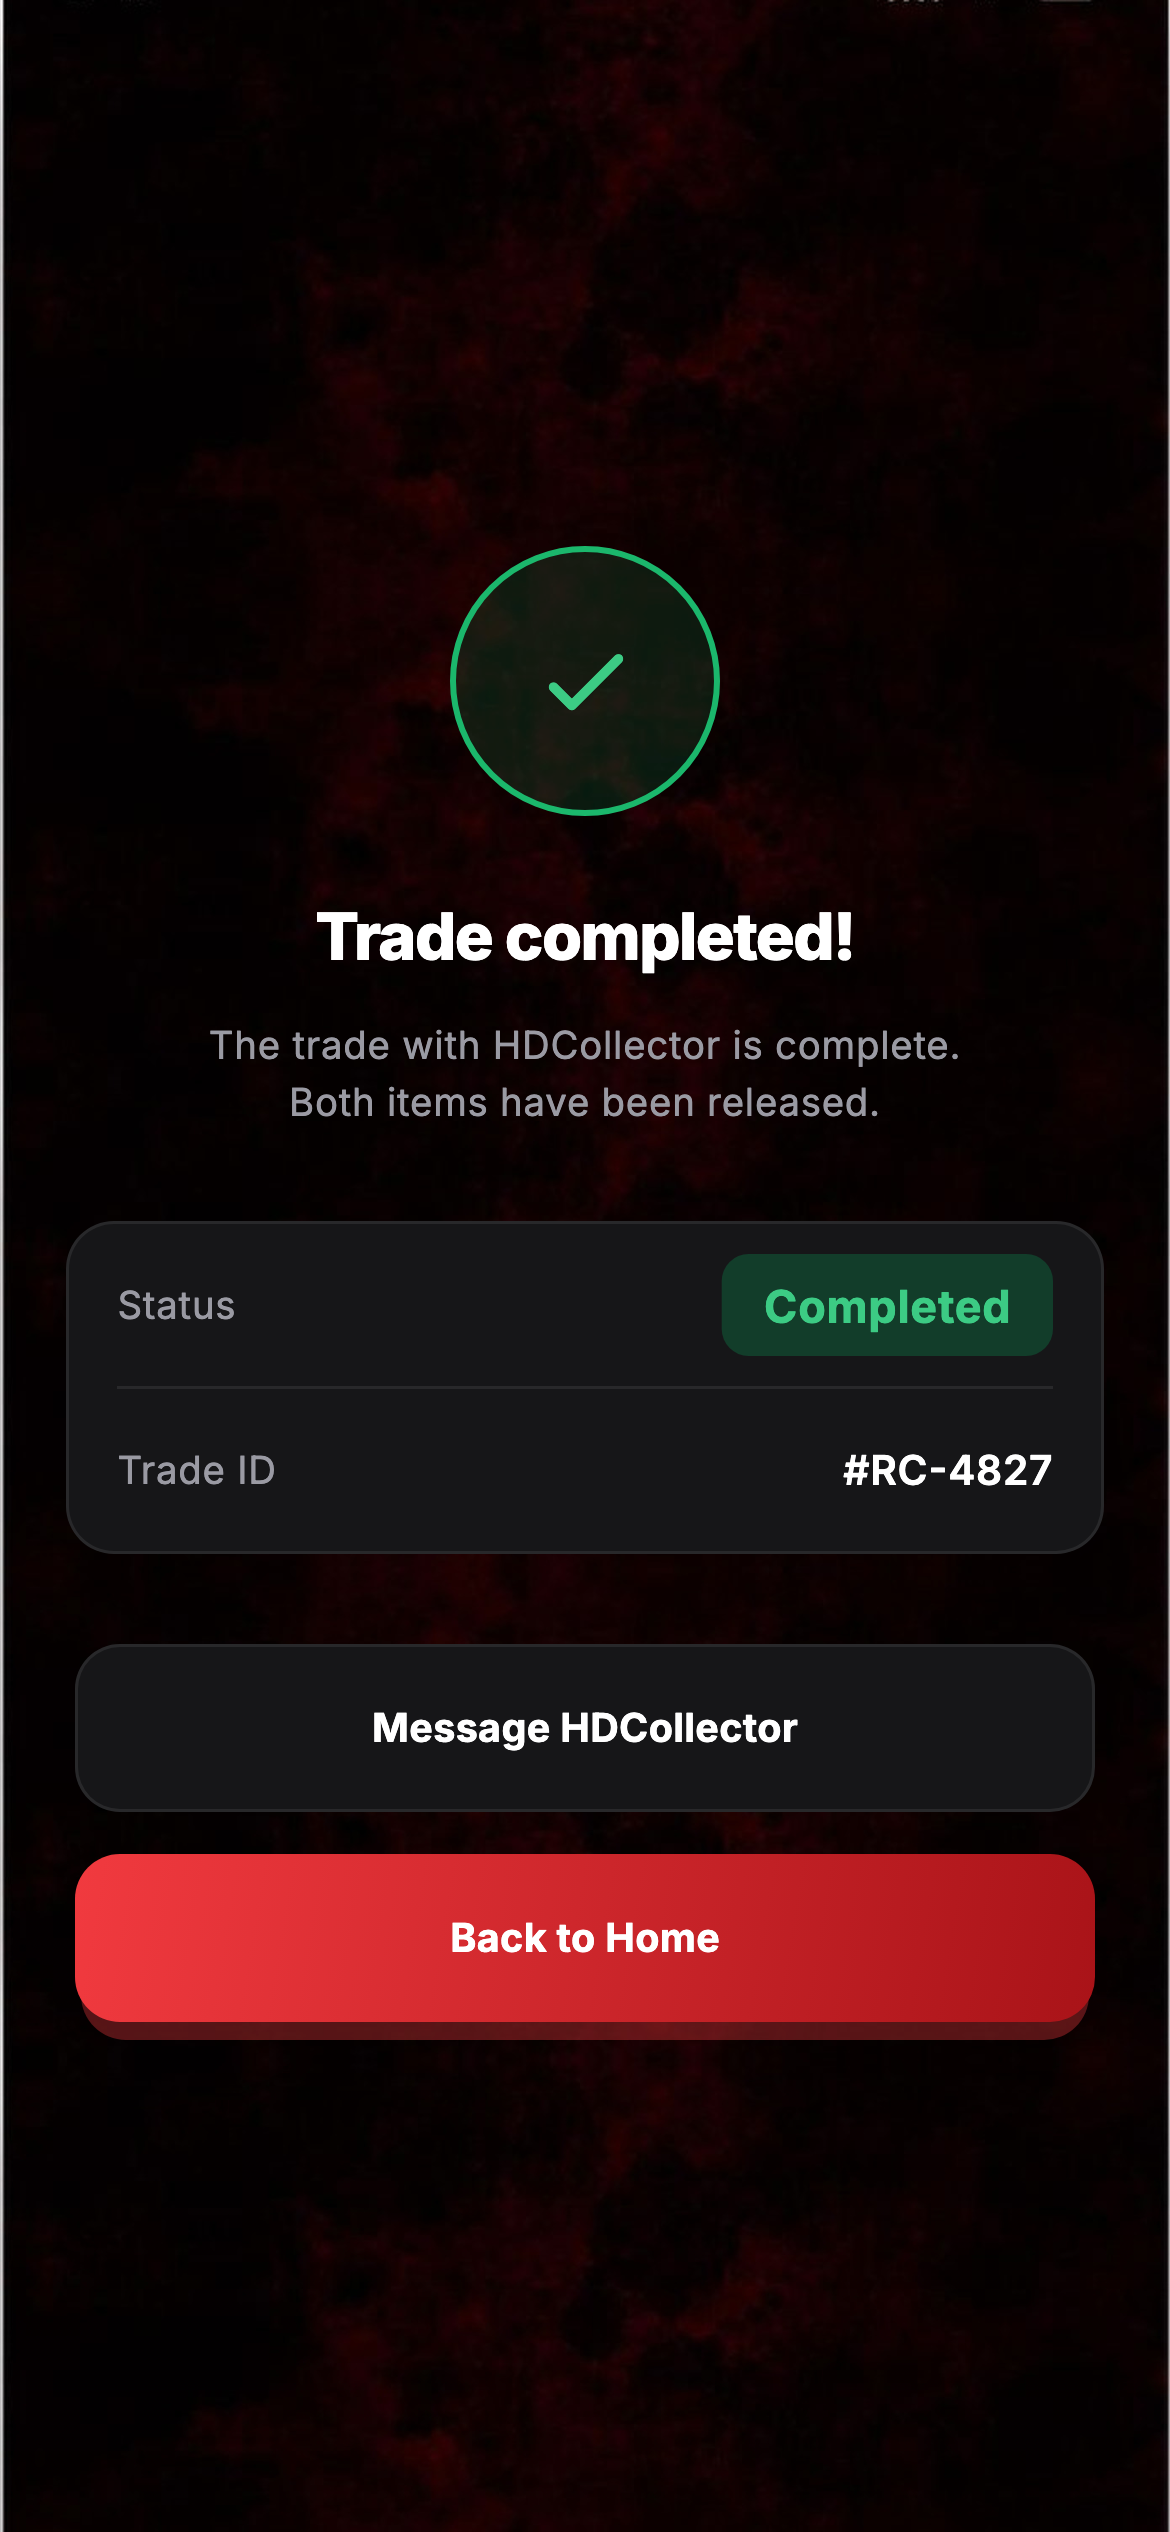 Trade completed!
The trade with HDCollector is complete.
Both items have been released.
Status
Completed
Trade ID
#RC-4827
Message HDCollector
Back to Home